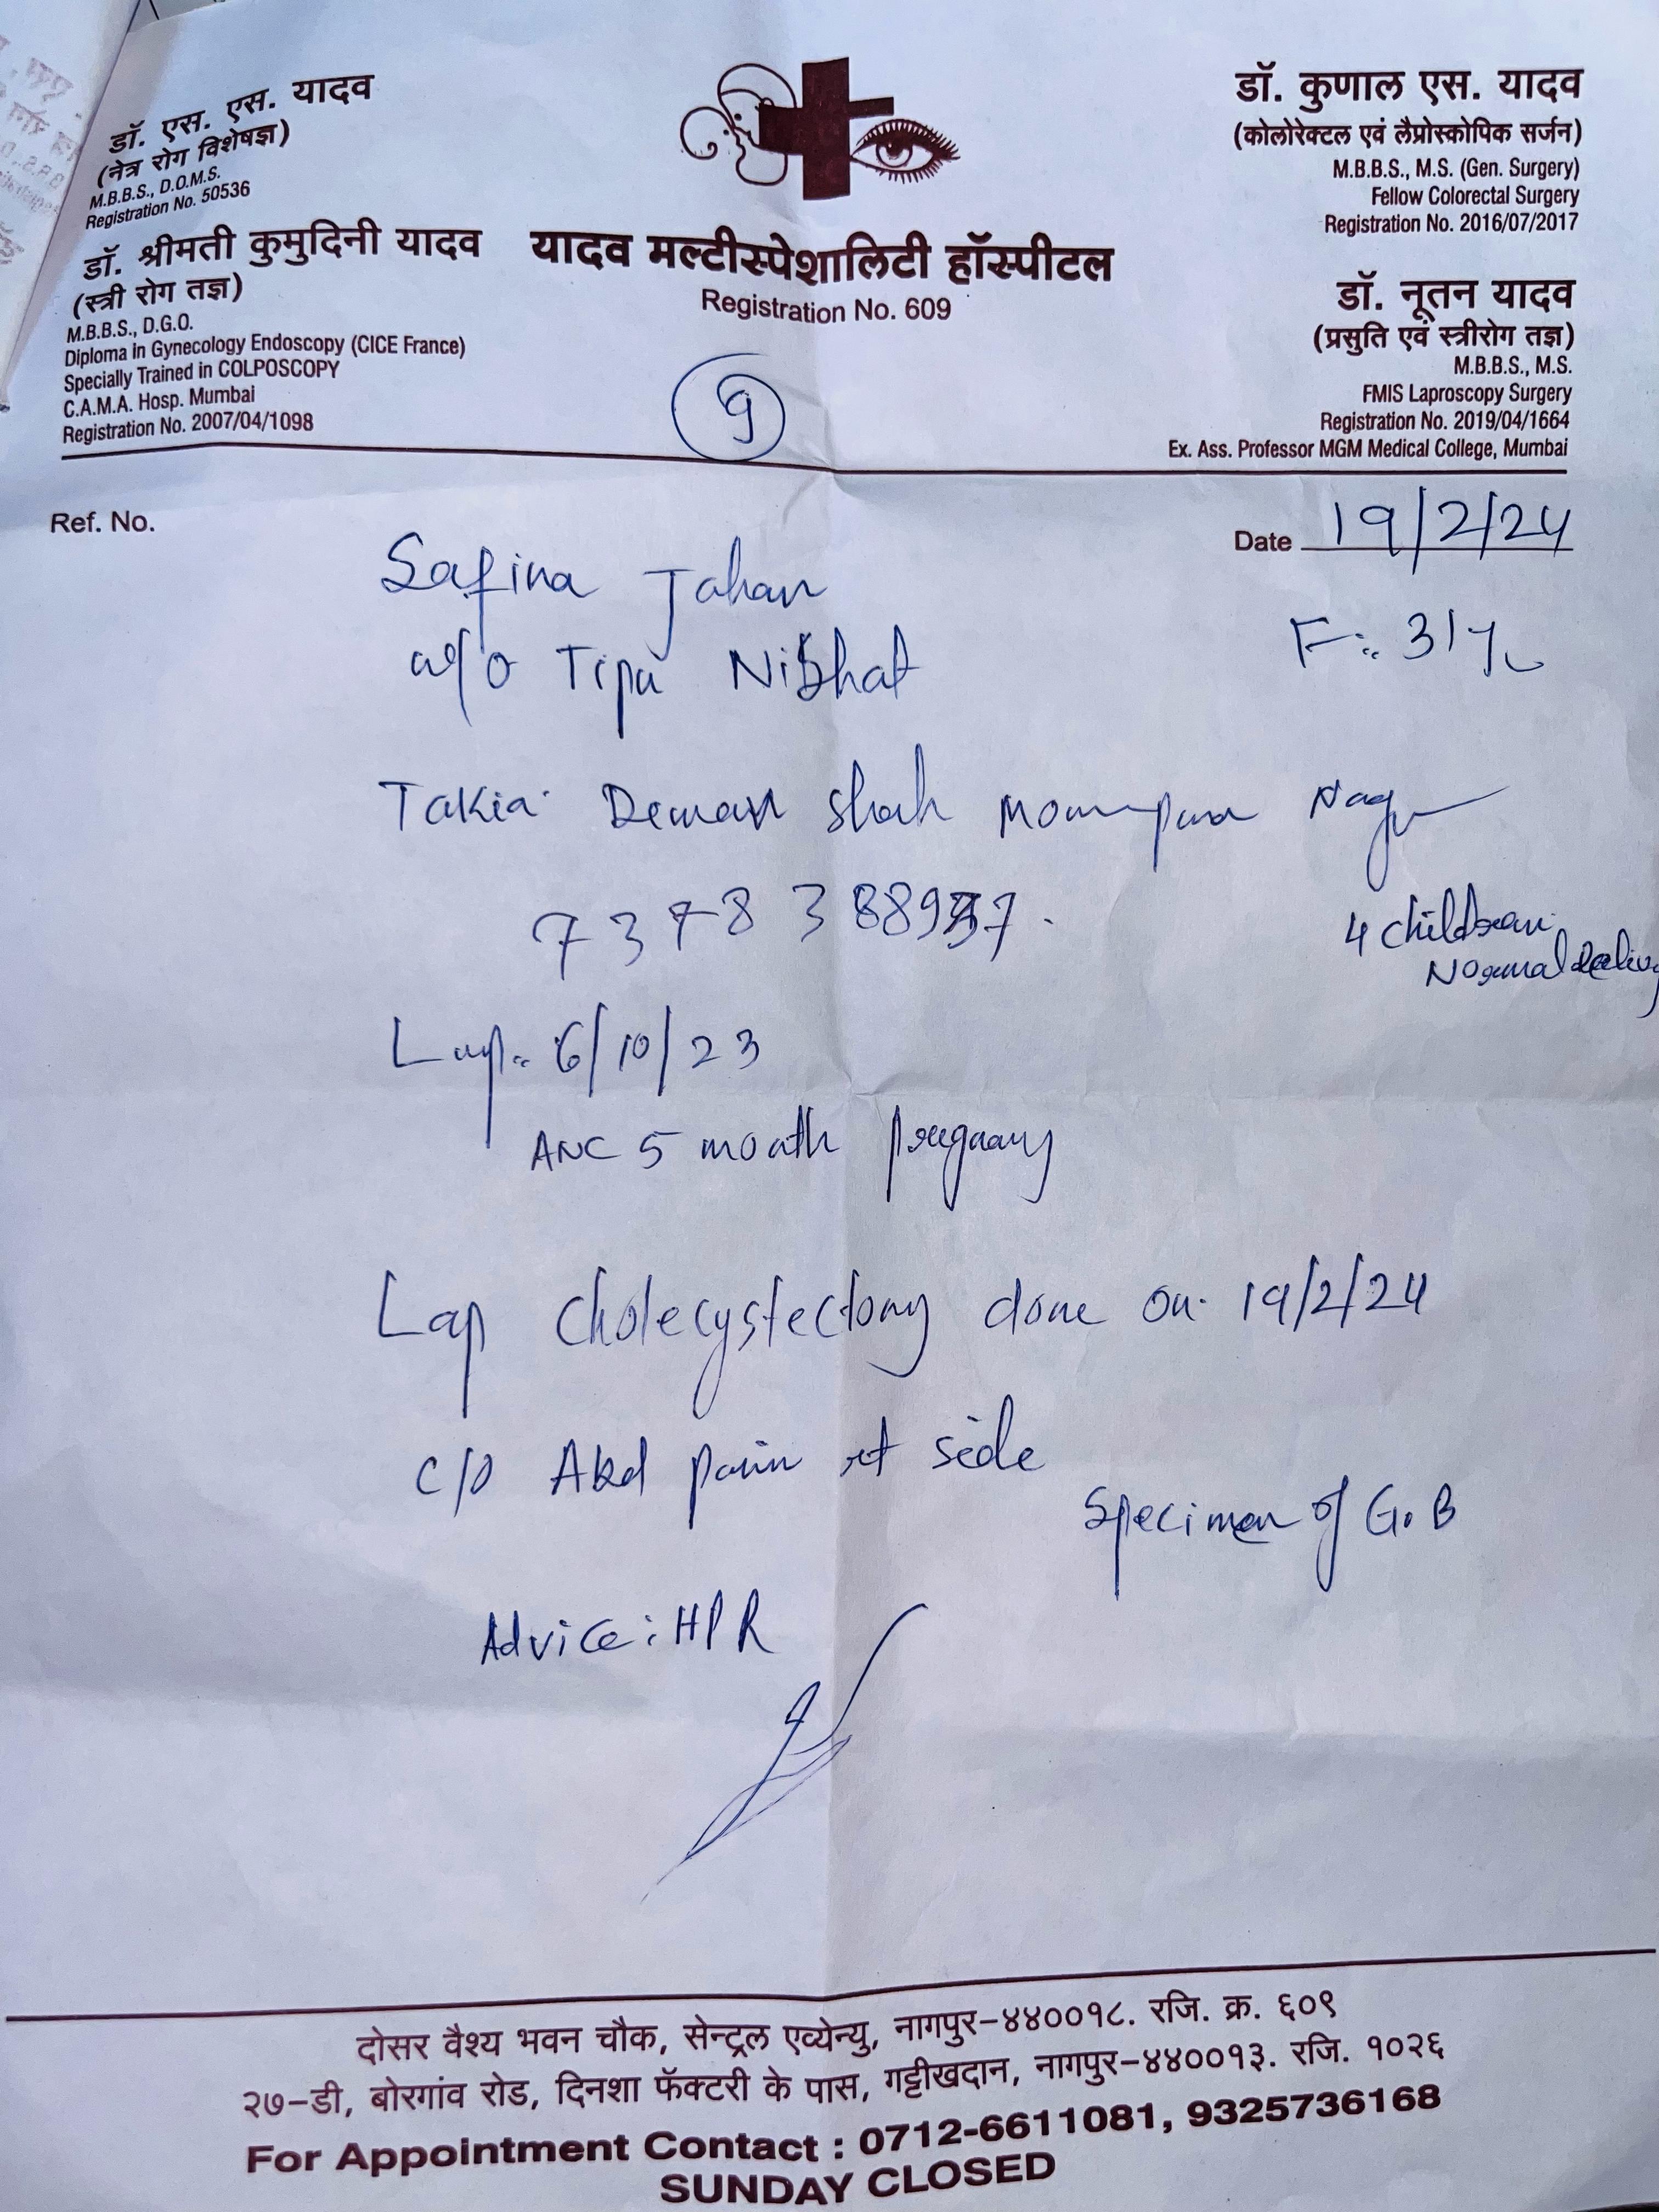 डॉ. एस. एस. यादव
(नेत्र रोग विशेषज्ञ)
M.B.B.S., D.O.M.S.
Registration No. 50536
डॉ. श्रीमती कुमुदिनी यादव
(स्त्री रोग तज्ञ)
M.B.B.S., D.G.O.
Diploma in Gynecology Endoscopy (CICE France)
Specially Trained in COLPOSCOPY
C.A.M.A. Hosp. Mumbai
Registration No. 2007/04/1098
यादव मल्टीस्पेशालिटी हॉस्पीटल
Registration No. 609
9
डॉ. कुणाल एस. यादव
(कोलोरेक्टल एवं लॅप्रोस्कोपिक सर्जन)
M.B.B.S., M.S. (Gen. Surgery)
Fellow Colorectal Surgery
Registration No. 2016/07/2017
डॉ. नूतन यादव
(प्रसुति एवं स्त्रीरोग तज्ञ)
M.B.B.S., M.S.
FMIS Laproscopy Surgery
Registration No. 2019/04/1664
Ex. Ass. Professor MGM Medical College, Mumbai
Ref. No.
Date 19/2/24
Safina Jahan
w/o Tipu Nibhat
F: 31
Takia Dewan Shah Nagpur
4 children
Normal
6/10/23
ANC 5 month pregnancy
Lap Cholecystectomy done on 19/2/24
C/O Abd pain rt side
Specimen of G.B
Advice: HPR
दोसर वैश्य भवन चौक, सेन्ट्रल एव्येन्यु, नागपुर-४४००१८. रजि. क्र. ६०९
२७-डी, बोरगांव रोड, दिनशा फॅक्टरी के पास, गट्टीखदान, नागपुर-४४००१३. रजि. १०२६
For Appointment Contact : 0712-6611081, 9325736168
SUNDAY CLOSED